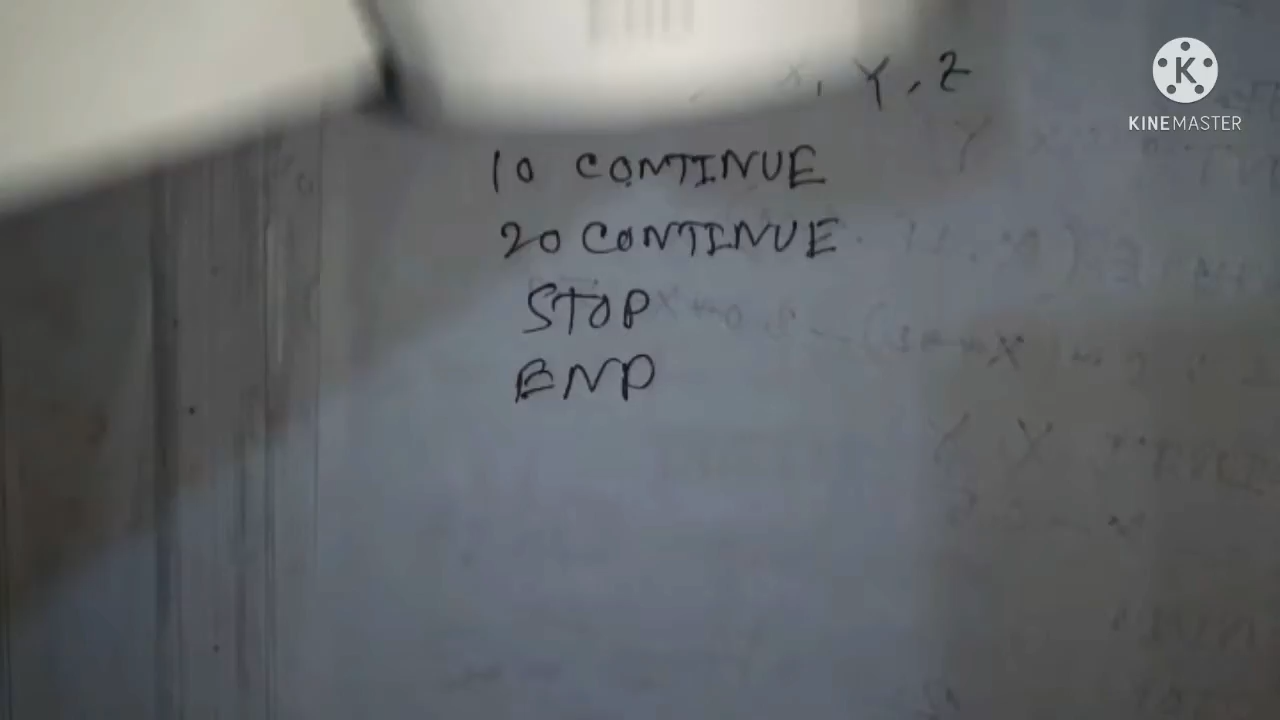 X, Y, Z
10 CONTINUE
20 CONTINUE
STOP
END
K
KINEMASTER